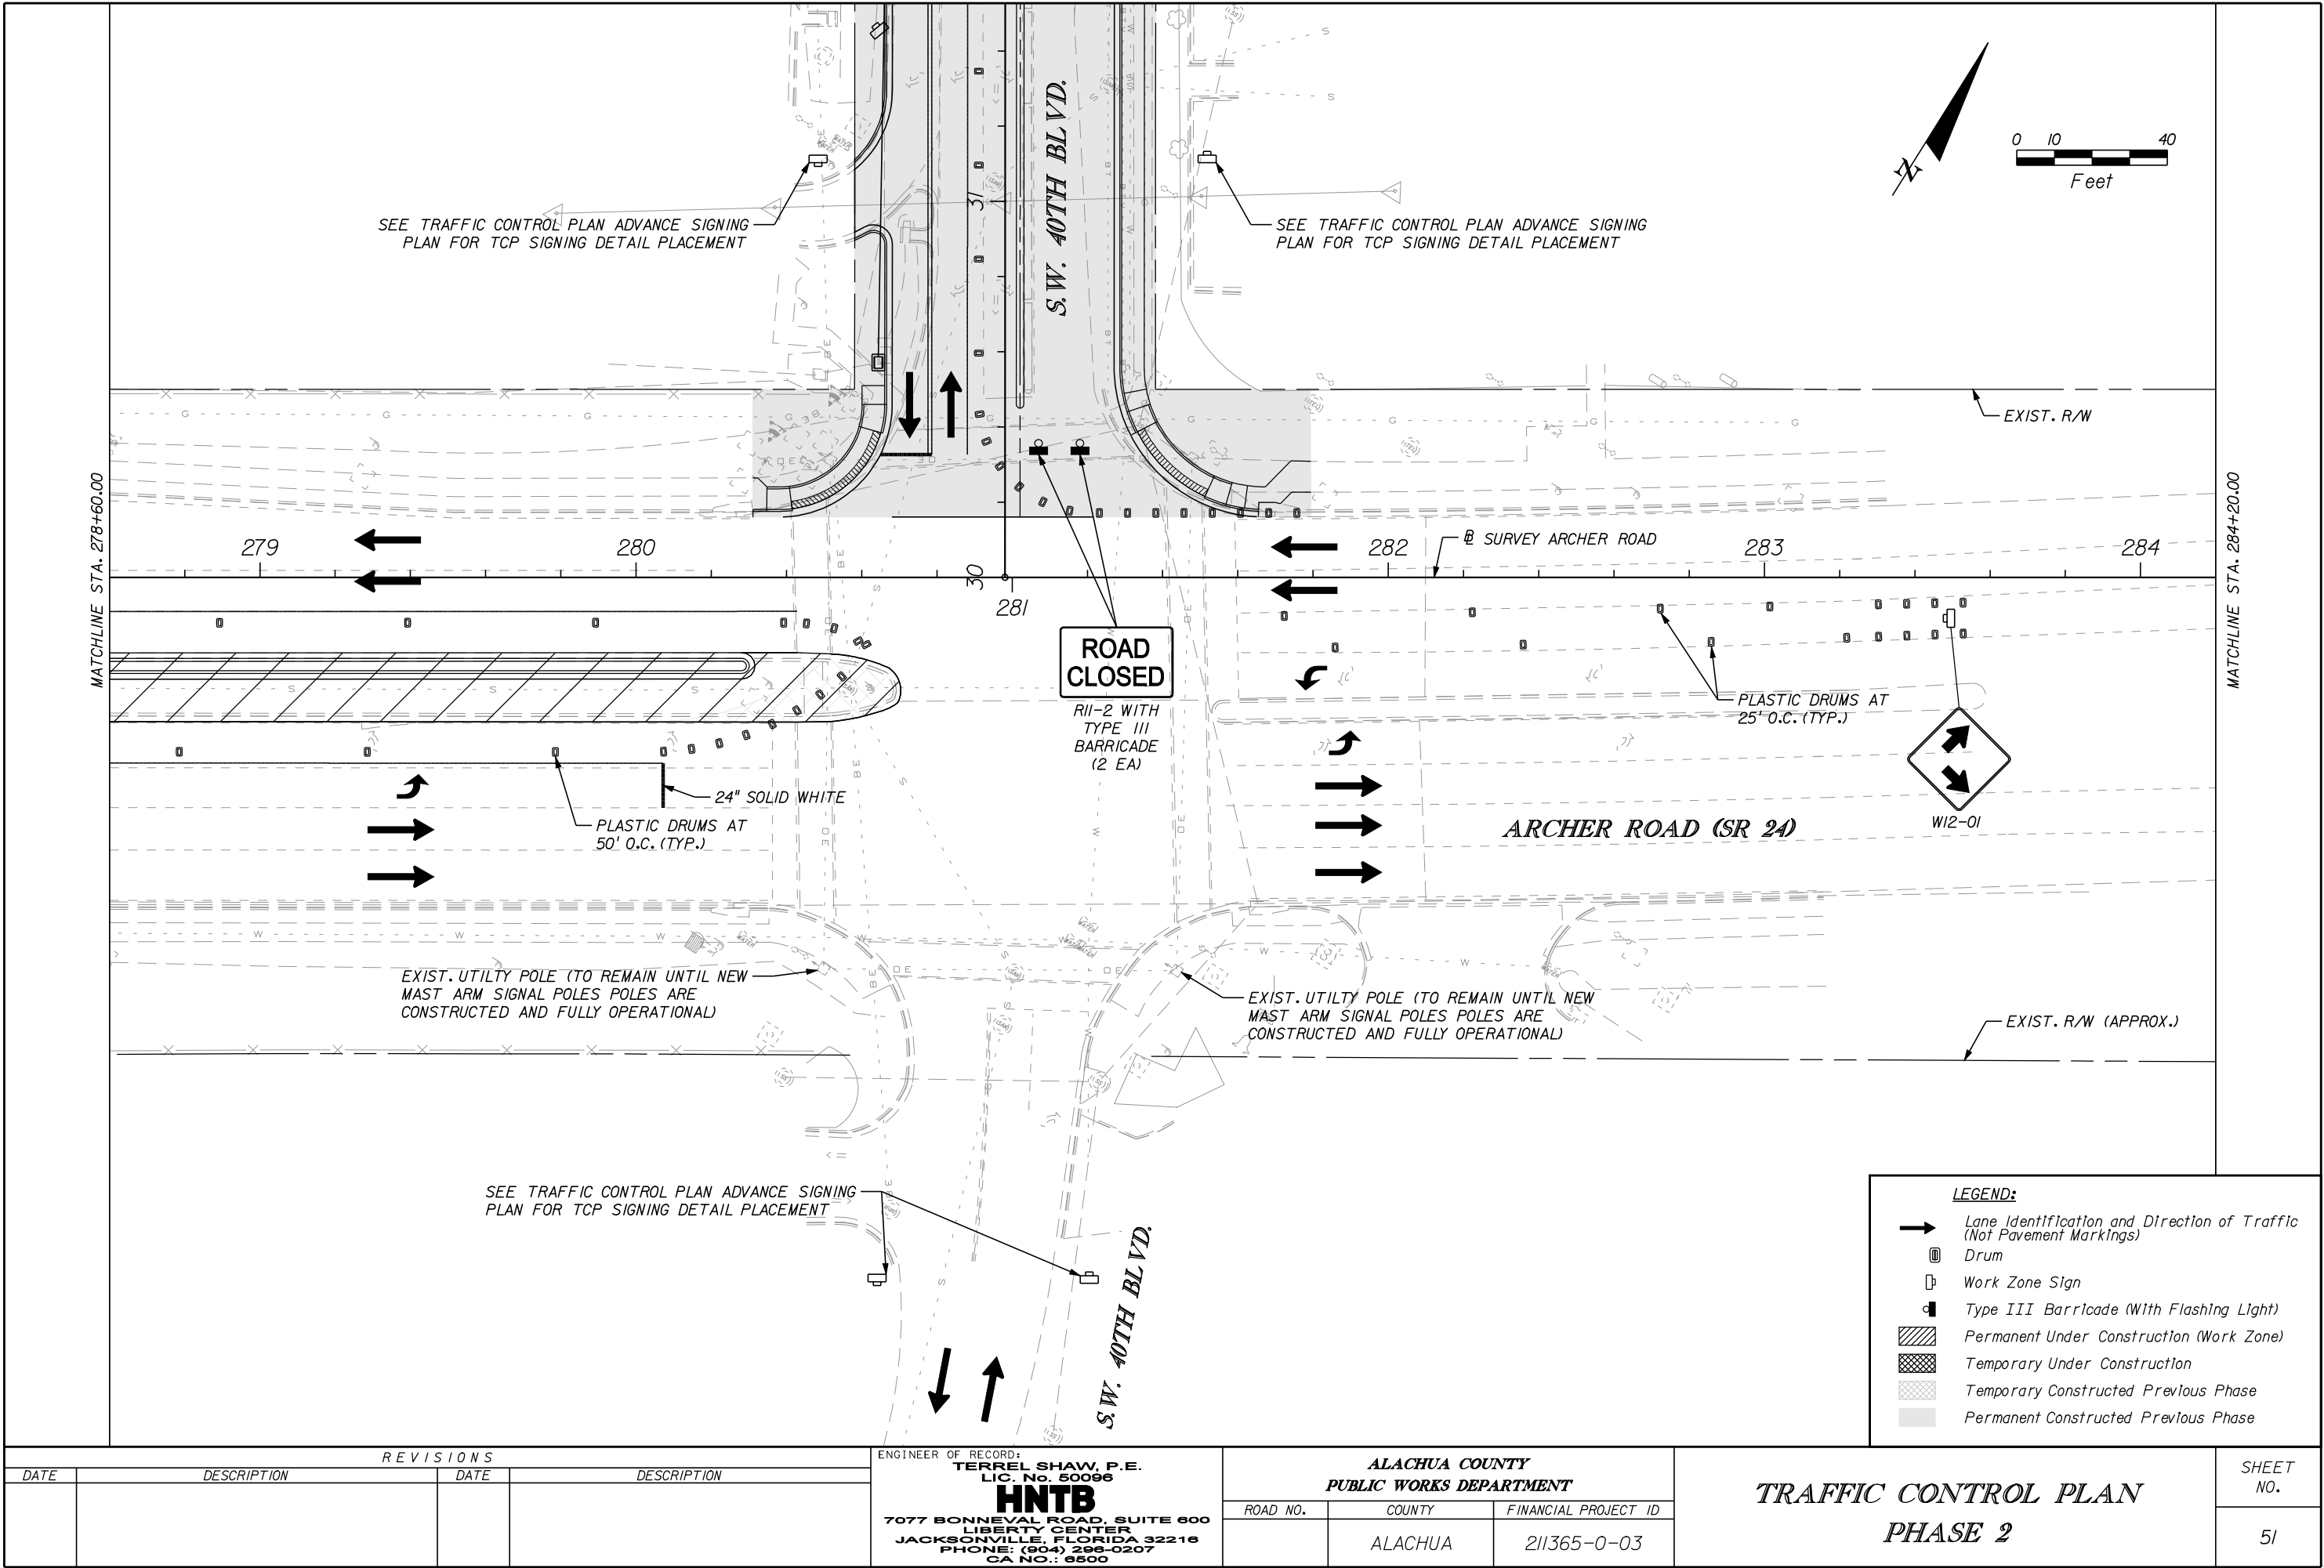 S.W. 40TH BLVD.
N
0 10 40
Feet
SEE TRAFFIC CONTROL PLAN ADVANCE SIGNING
PLAN FOR TCP SIGNING DETAIL PLACEMENT
SEE TRAFFIC CONTROL PLAN ADVANCE SIGNING
PLAN FOR TCP SIGNING DETAIL PLACEMENT
31
EXIST. R/W
MATCHLINE STA. 278+60.00
MATCHLINE STA. 284+20.00
279
280
30
281
282
283
284
BL SURVEY ARCHER ROAD
ROAD
CLOSED
R11-2 WITH
TYPE III
BARRICADE
(2 EA)
PLASTIC DRUMS AT
25' O.C. (TYP.)
W12-01
24" SOLID WHITE
PLASTIC DRUMS AT
50' O.C. (TYP.)
ARCHER ROAD (SR 24)
EXIST. UTILTY POLE (TO REMAIN UNTIL NEW
MAST ARM SIGNAL POLES POLES ARE
CONSTRUCTED AND FULLY OPERATIONAL)
EXIST. UTILTY POLE (TO REMAIN UNTIL NEW
MAST ARM SIGNAL POLES POLES ARE
CONSTRUCTED AND FULLY OPERATIONAL)
EXIST. R/W (APPROX.)
SEE TRAFFIC CONTROL PLAN ADVANCE SIGNING
PLAN FOR TCP SIGNING DETAIL PLACEMENT
S.W. 40TH BLVD.
LEGEND:
Lane Identification and Direction of Traffic
(Not Pavement Markings)
Drum
Work Zone Sign
Type III Barricade (With Flashing Light)
Permanent Under Construction (Work Zone)
Temporary Under Construction
Temporary Constructed Previous Phase
Permanent Constructed Previous Phase
REVISIONS
DATE DESCRIPTION DATE DESCRIPTION
ENGINEER OF RECORD:
TERREL SHAW, P.E.
LIC. No. 50096
HNTB
7077 BONNEVAL ROAD, SUITE 600
LIBERTY CENTER
JACKSONVILLE, FLORIDA 32216
PHONE: (904) 296-0207
CA NO.: 6500
ALACHUA COUNTY
PUBLIC WORKS DEPARTMENT
ROAD NO. COUNTY FINANCIAL PROJECT ID
ALACHUA 211365-0-03
TRAFFIC CONTROL PLAN
PHASE 2
SHEET
NO.
51